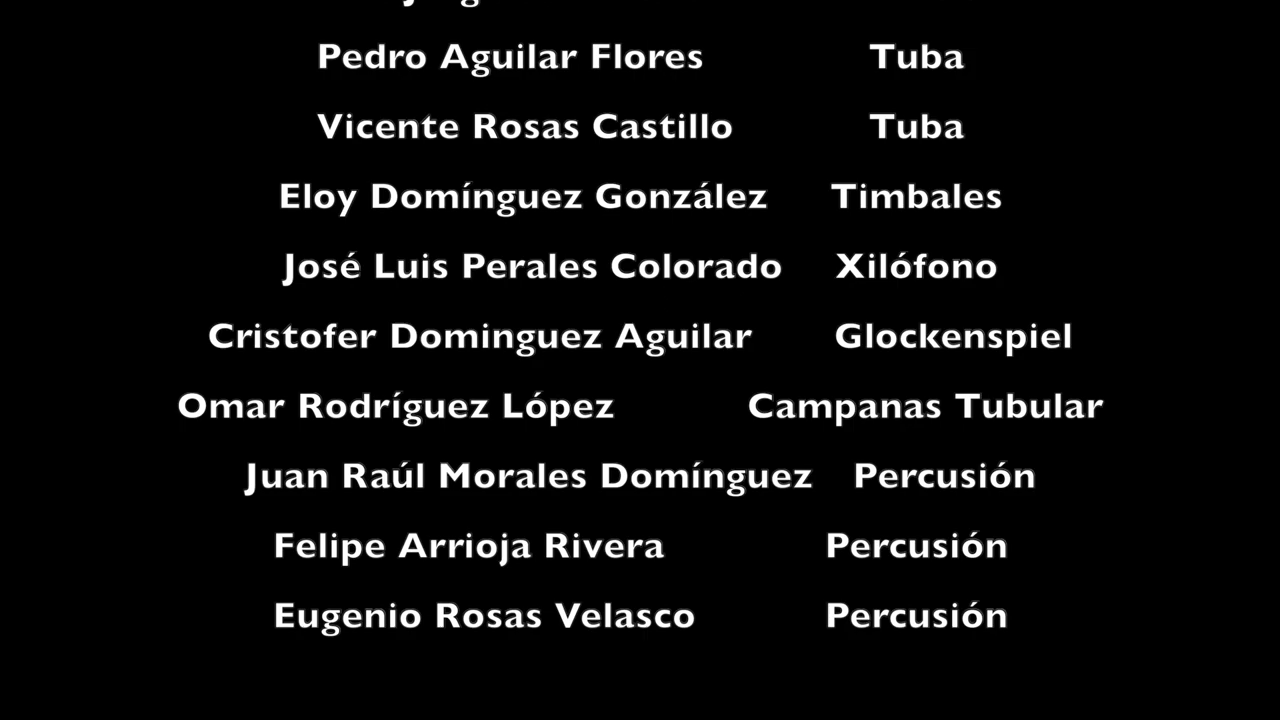 Pedro Aguilar Flores Tuba
Vicente Rosas Castillo Tuba
Eloy Domínguez González Timbales
José Luis Perales Colorado Xilófono
Cristofer Dominguez Aguilar Glockenspiel
Omar Rodríguez López Campanas Tubular
Juan Raúl Morales Domínguez Percusión
Felipe Arrioja Rivera Percusión
Eugenio Rosas Velasco Percusión